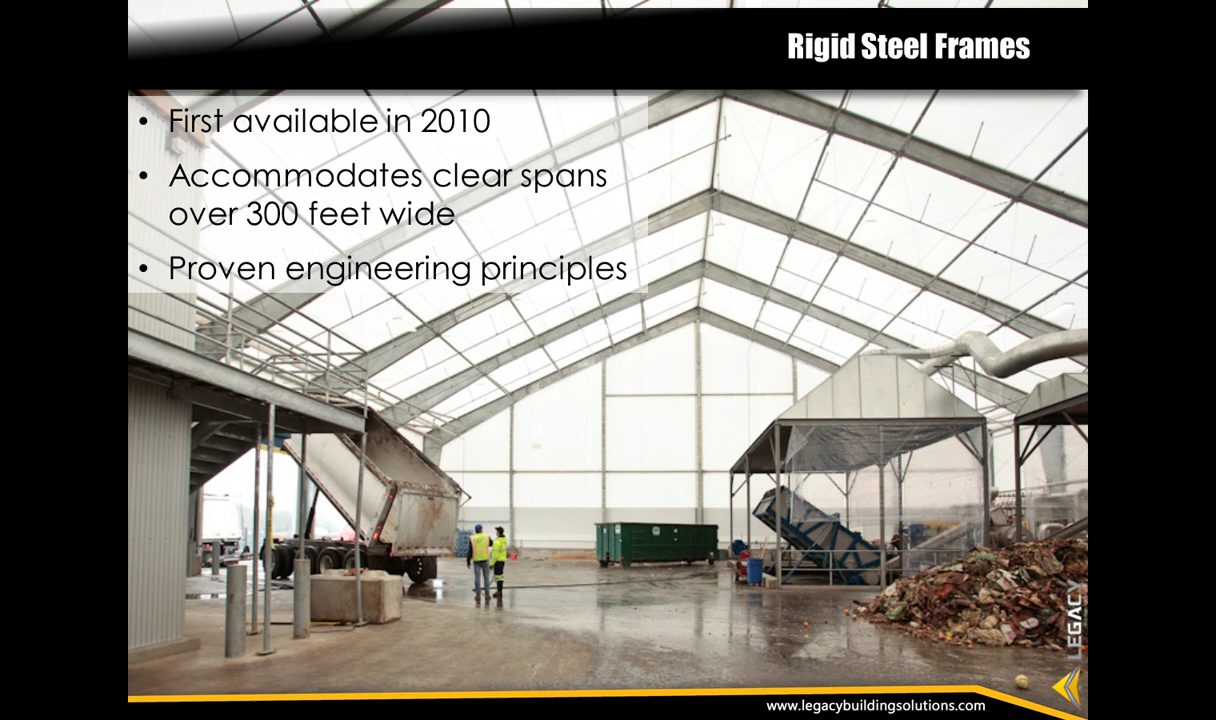 Rigid Steel Frames
• First available in 2010
• Accommodates clear spans
over 300 feet wide
• Proven engineering principles
LEGACY
www.legacybuildingsolutions.com